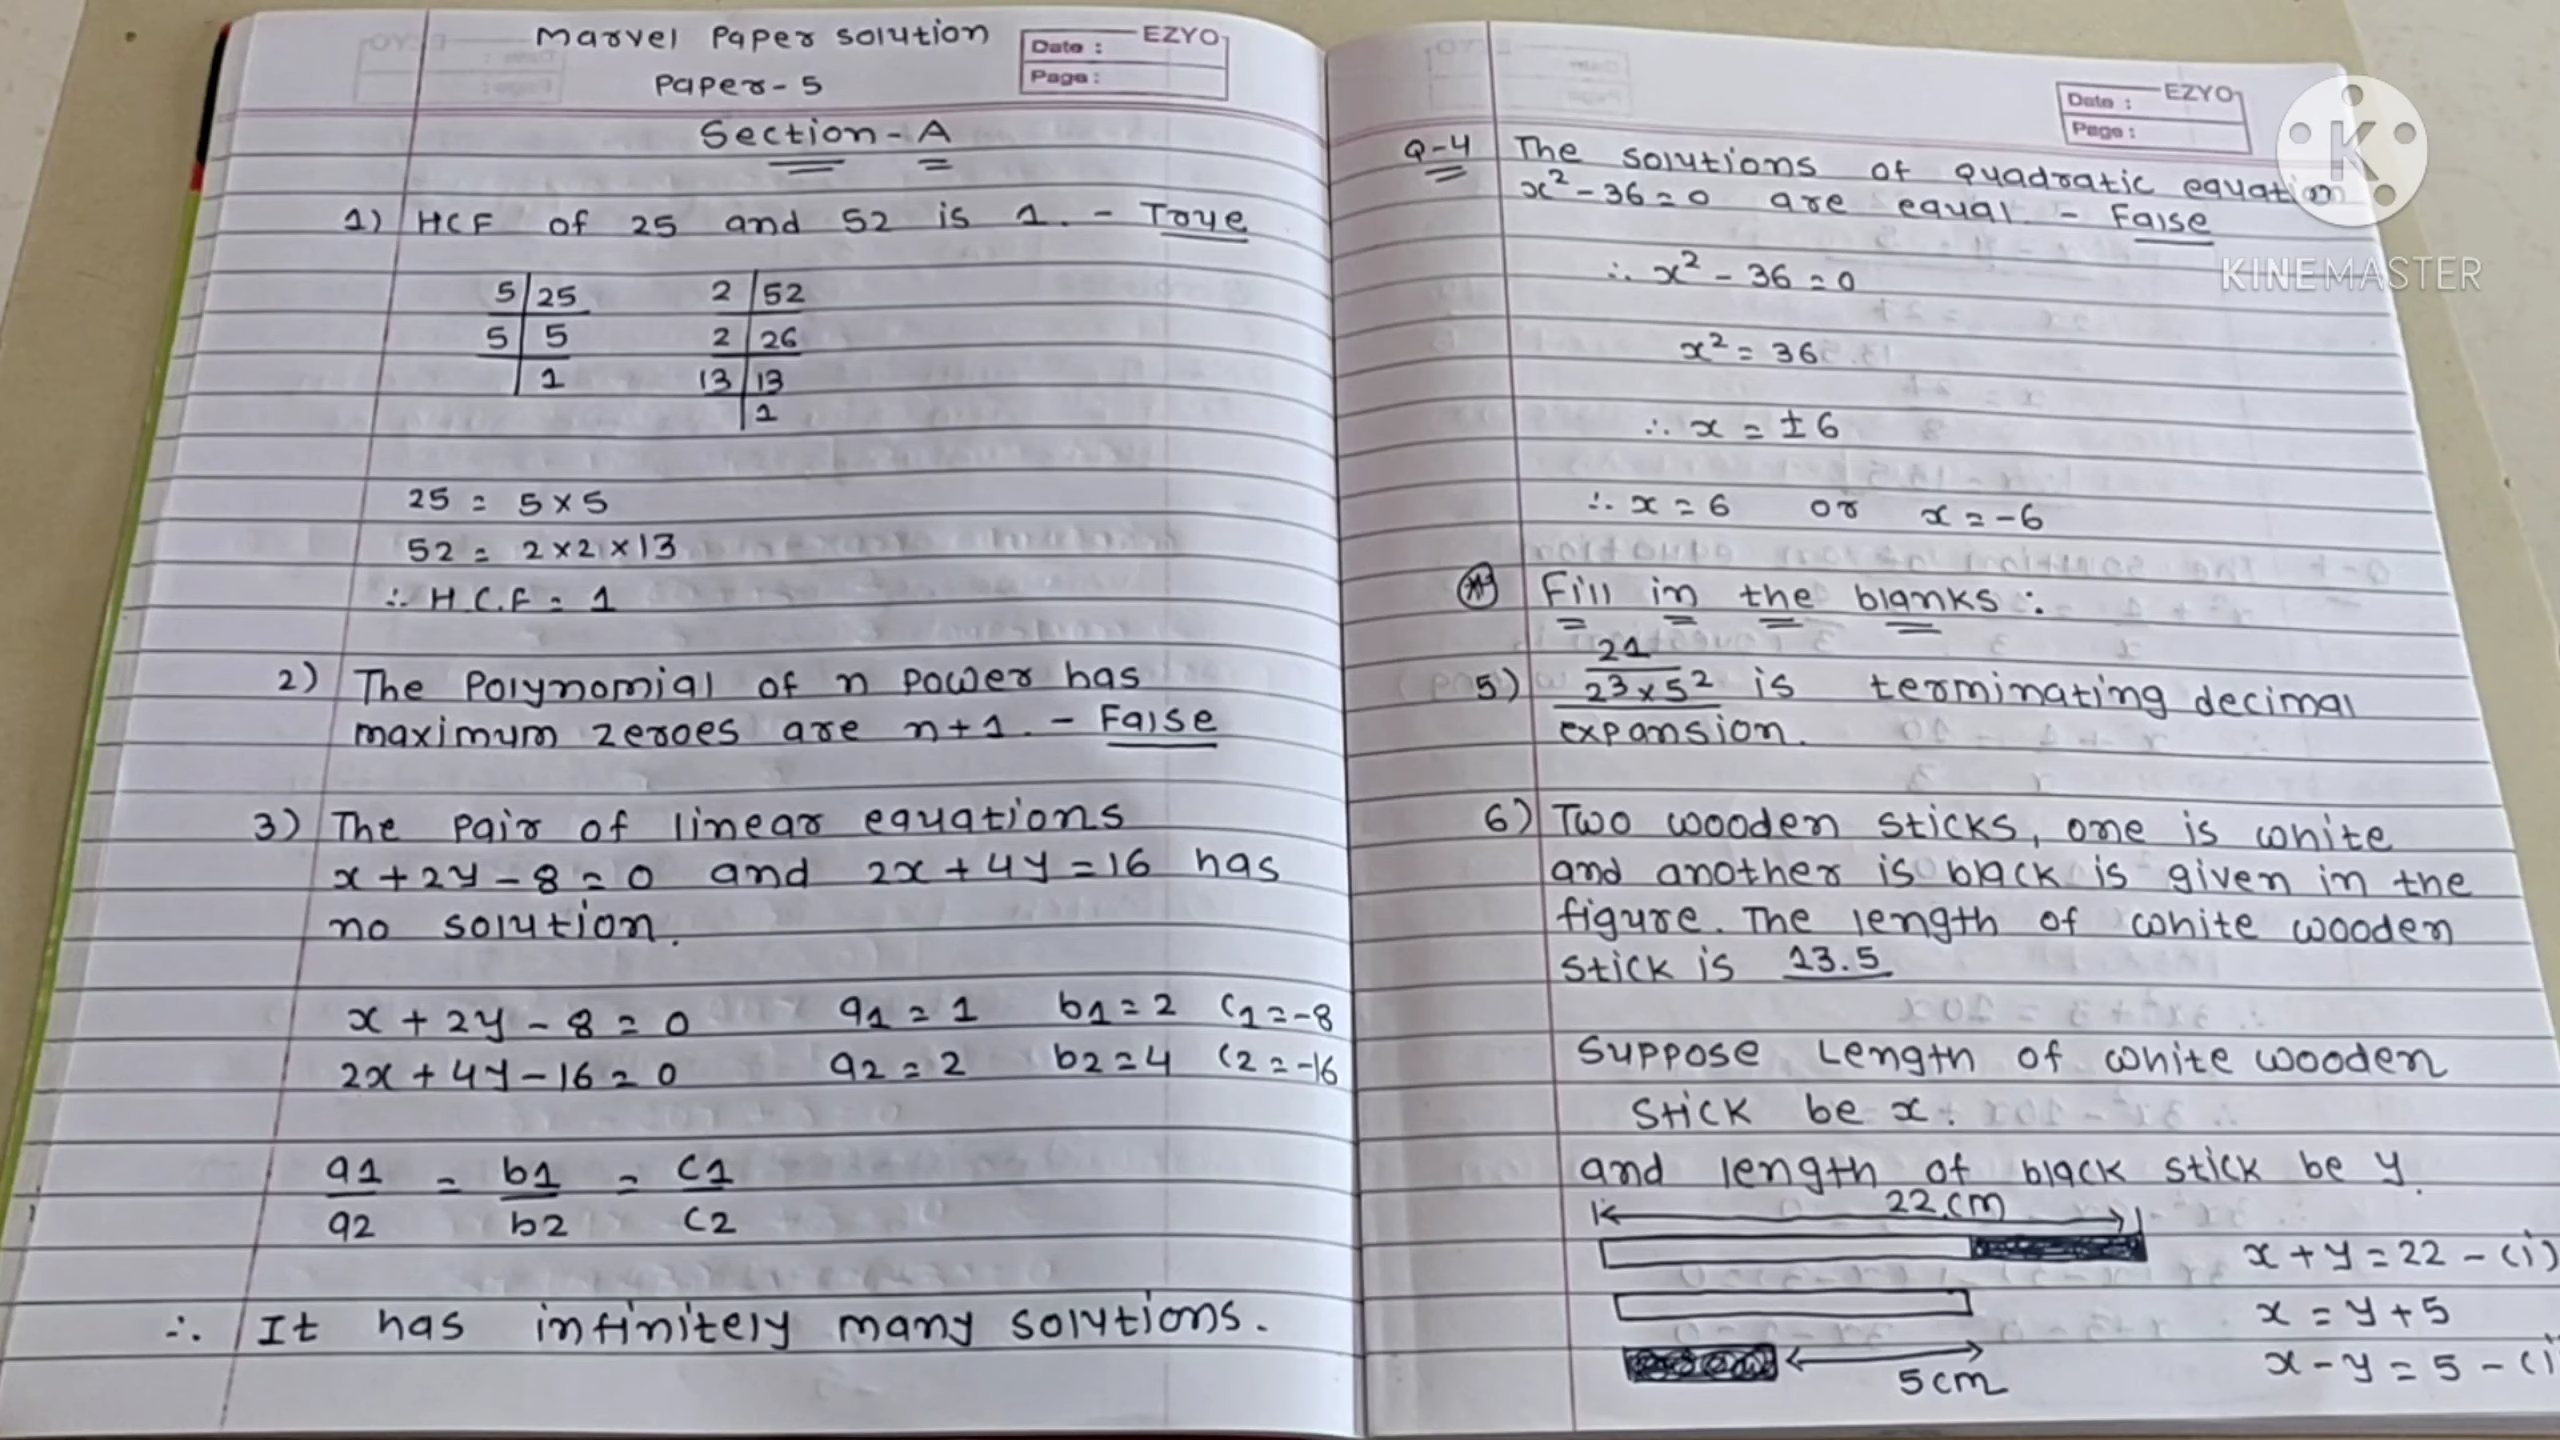 Marvel Paper solution
Paper-5
EZYO
Date :
Page :
Section-A
1) HCF of 25 and 52 is 1. - True
5 25
5 5
1
2 52
2 26
13 13
1
25 = 5×5
52 = 2×2×13
∴ H.C.F = 1
2) The Polynomial of n power has
maximum zeroes are n+1. - False
3) The pair of linear equations
x+2y-8=0 and 2x+4y=16 has
no solution.
x+2y-8=0 a1=1 b1=2 c1=-8
2x+4y-16=0 a2=2 b2=4 c2=-16
a1/a2 = b1/b2 = c1/c2
∴ It has infinitely many solutions.
EZYO
Date :
Page :
Q-4 The solutions of quadratic equation
x²-36=0 are equal - False
∴ x²-36=0
x²=36
∴ x=±6
∴ x=6 or x=-6
Fill in the blanks :
5) 21/2³×5² is terminating decimal
expansion.
6) Two wooden sticks, one is white
and another is black is given in the
figure. The length of white wooden
stick is 13.5
Suppose Length of white wooden
Stick be x.
and length of black stick be y.
22cm
x+y=22-(i)
x=y+5
5cm
x-y=5-(i
K
KINEMASTER